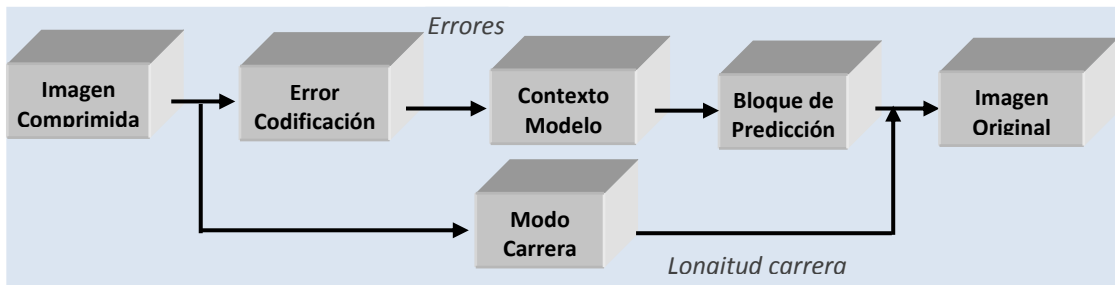 Errores
Imagen
Comprimida
Error
Codificación
Contexto
Modelo
Bloque de
Predicción
Imagen
Original
Modo
Carrera
Lonaitud carrera